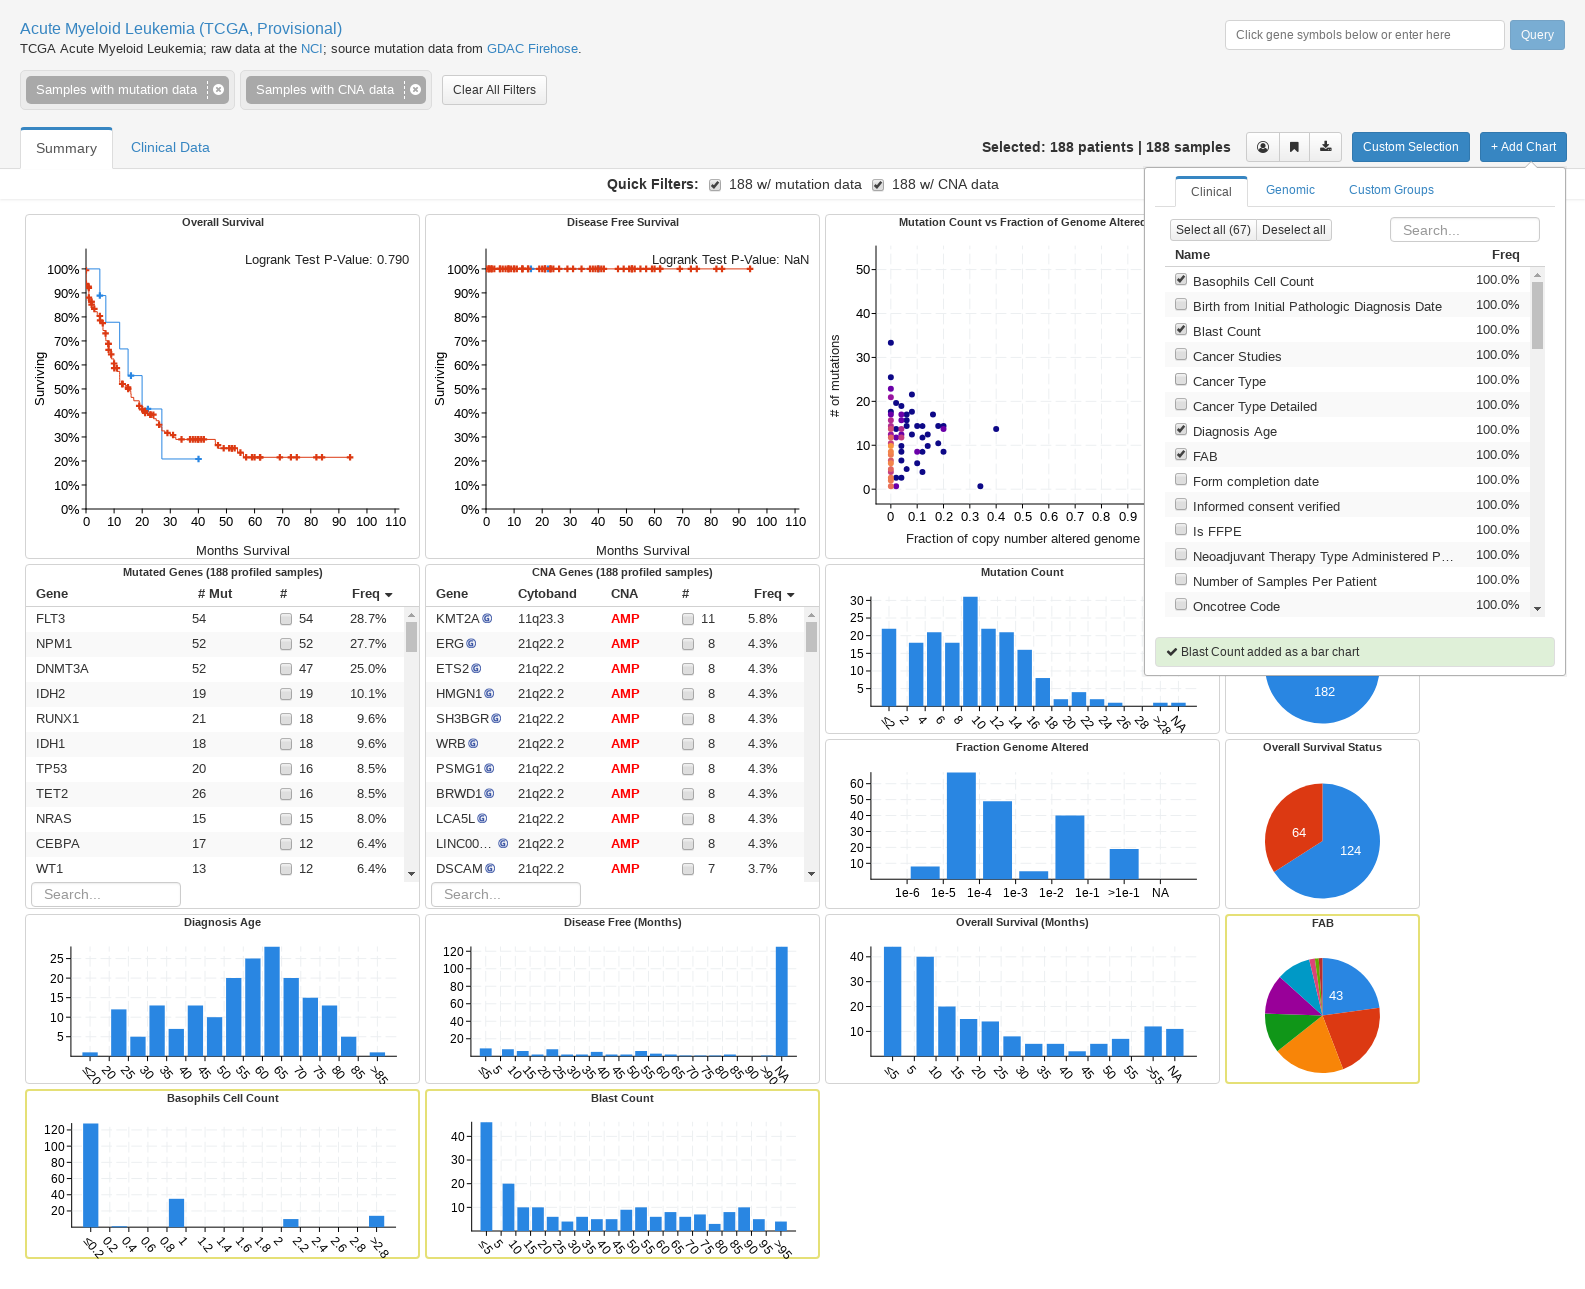 Acute Myeloid Leukemia (TCGA, Provisional)
TCGA Acute Myeloid Leukemia; raw data at the NCI; source mutation data from GDAC Firehose.
Click gene symbols below or enter here
Query
Samples with mutation data
Samples with CNA data
Clear All Filters
Summary
Clinical Data
Selected: 188 patients | 188 samples
Custom Selection
+ Add Chart
Quick Filters: 188 w/ mutation data 188 w/ CNA data
Clinical
Genomic
Custom Groups
Select all (67)
Deselect all
Search...
Name Freq
Basophils Cell Count 100.0%
Birth from Initial Pathologic Diagnosis Date 100.0%
Blast Count 100.0%
Cancer Studies 100.0%
Cancer Type 100.0%
Cancer Type Detailed 100.0%
Diagnosis Age 100.0%
FAB 100.0%
Form completion date 100.0%
Informed consent verified 100.0%
Is FFPE 100.0%
Neoadjuvant Therapy Type Administered P... 100.0%
Number of Samples Per Patient 100.0%
Oncotree Code 100.0%
Blast Count added as a bar chart
Overall Survival
Logrank Test P-Value: 0.790
100%
90%
80%
70%
60%
50%
40%
30%
20%
10%
0%
Surviving
0 10 20 30 40 50 60 70 80 90 100 110
Months Survival
Disease Free Survival
Logrank Test P-Value: NaN
100%
90%
80%
70%
60%
50%
40%
30%
20%
10%
0%
Surviving
0 10 20 30 40 50 60 70 80 90 100 110
Months Survival
Mutation Count vs Fraction of Genome Altered
50
40
30
20
10
0
# of mutations
0 0.1 0.2 0.3 0.4 0.5 0.6 0.7 0.8 0.9
Fraction of copy number altered genome
Mutated Genes (188 profiled samples)
Gene # Mut # Freq
FLT3 54 54 28.7%
NPM1 52 52 27.7%
DNMT3A 52 47 25.0%
IDH2 19 19 10.1%
RUNX1 21 18 9.6%
IDH1 18 18 9.6%
TP53 20 16 8.5%
TET2 26 16 8.5%
NRAS 15 15 8.0%
CEBPA 17 12 6.4%
WT1 13 12 6.4%
Search...
CNA Genes (188 profiled samples)
Gene Cytoband CNA # Freq
KMT2A G 11q23.3 AMP 11 5.8%
ERG G 21q22.2 AMP 8 4.3%
ETS2 G 21q22.2 AMP 8 4.3%
HMGN1 G 21q22.2 AMP 8 4.3%
SH3BGR G 21q22.2 AMP 8 4.3%
WRB G 21q22.2 AMP 8 4.3%
PSMG1 G 21q22.2 AMP 8 4.3%
BRWD1 G 21q22.2 AMP 8 4.3%
LCA5L G 21q22.2 AMP 8 4.3%
LINC00... G 21q22.2 AMP 8 4.3%
DSCAM G 21q22.2 AMP 7 3.7%
Search...
Mutation Count
30
25
20
15
10
5
≤2 2 4 6 8 10 12 14 16 18 20 22 24 26 28 >28 NA
182
Fraction Genome Altered
60
50
40
30
20
10
1e-6 1e-5 1e-4 1e-3 1e-2 1e-1 >1e-1 NA
Overall Survival Status
64
124
Diagnosis Age
25
20
15
10
5
≤20 20 25 30 35 40 45 50 55 60 65 70 75 80 85 >85
Disease Free (Months)
120
100
80
60
40
20
≤5 5 10 15 20 25 30 35 40 45 50 55 60 65 70 75 80 85 90 >90 NA
Overall Survival (Months)
40
30
20
10
≤5 5 10 15 20 25 30 35 40 45 50 55 >55 NA
FAB
43
Basophils Cell Count
120
100
80
60
40
20
≤0.2 0.2 0.4 0.6 0.8 1 1.2 1.4 1.6 1.8 2 2.2 2.4 2.6 2.8 >2.8
Blast Count
40
30
20
10
≤5 5 10 15 20 25 30 35 40 45 50 55 60 65 70 75 80 85 90 95 >95